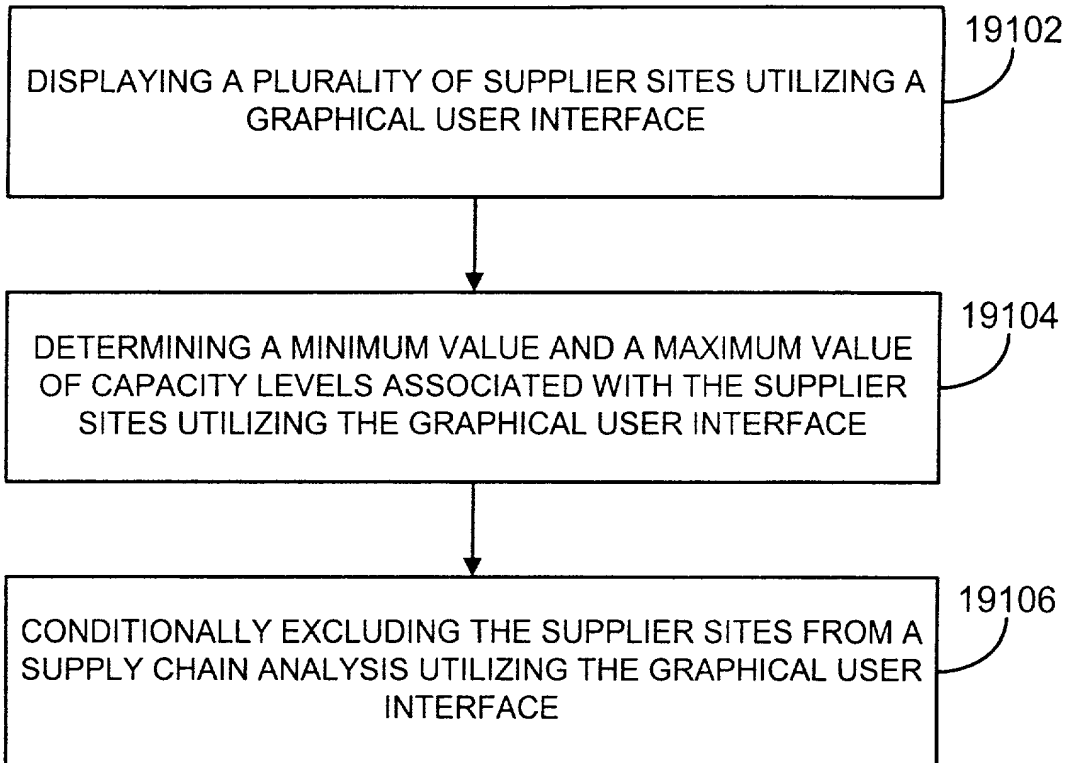 19102
DISPLAYING A PLURALITY OF SUPPLIER SITES UTILIZING A
GRAPHICAL USER INTERFACE
19104
DETERMINING A MINIMUM VALUE AND A MAXIMUM VALUE
OF CAPACITY LEVELS ASSOCIATED WITH THE SUPPLIER
SITES UTILIZING THE GRAPHICAL USER INTERFACE
19106
CONDITIONALLY EXCLUDING THE SUPPLIER SITES FROM A
SUPPLY CHAIN ANALYSIS UTILIZING THE GRAPHICAL USER
INTERFACE